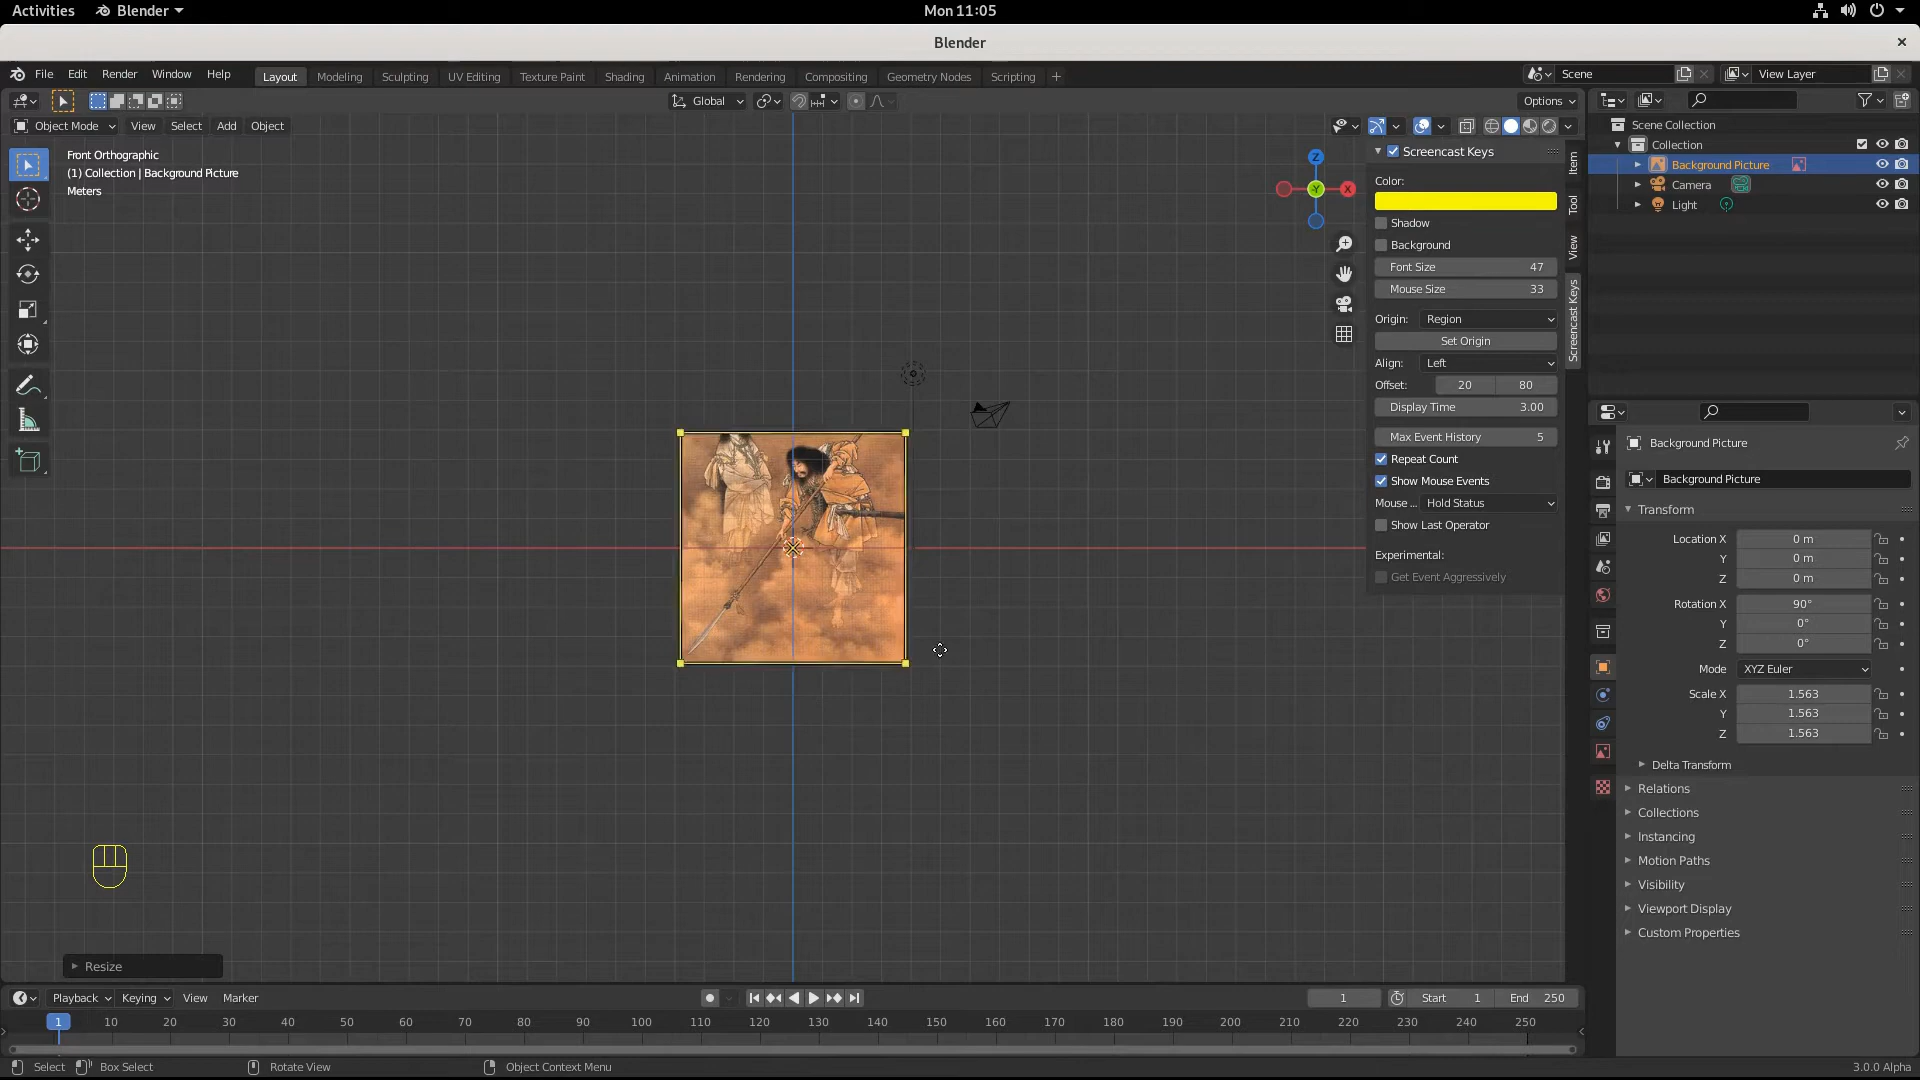 Activities Blender Mon 11:05
Blender
File Edit Render Window Help Layout Modeling Sculpting UV Editing Texture Paint Shading Animation Rendering Compositing Geometry Nodes Scripting + Scene View Layer
Global Options
Object Mode View Select Add Object
Front Orthographic
(1) Collection | Background Picture
Meters
Z
-Y
X
Screencast Keys
Color:
Shadow
Background
Font Size 47
Mouse Size 33
Origin: Region
Set Origin
Align: Left
Offset: 20 80
Display Time 3.00
Max Event History 5
Repeat Count
Show Mouse Events
Mouse ... Hold Status
Show Last Operator
Experimental:
Get Event Aggressively
Item
Tool
View
Screencast Keys
Scene Collection
Collection
Background Picture
Camera
Light
Background Picture
Background Picture
Transform
Location X 0 m
Y 0 m
Z 0 m
Rotation X 90°
Y 0°
Z 0°
Mode XYZ Euler
Scale X 1.563
Y 1.563
Z 1.563
Delta Transform
Relations
Collections
Instancing
Motion Paths
Visibility
Viewport Display
Custom Properties
Resize
Playback Keying View Marker 1 Start 1 End 250
1 10 20 30 40 50 60 70 80 90 100 110 120 130 140 150 160 170 180 190 200 210 220 230 240 250
Select Box Select Rotate View Object Context Menu 3.0.0 Alpha